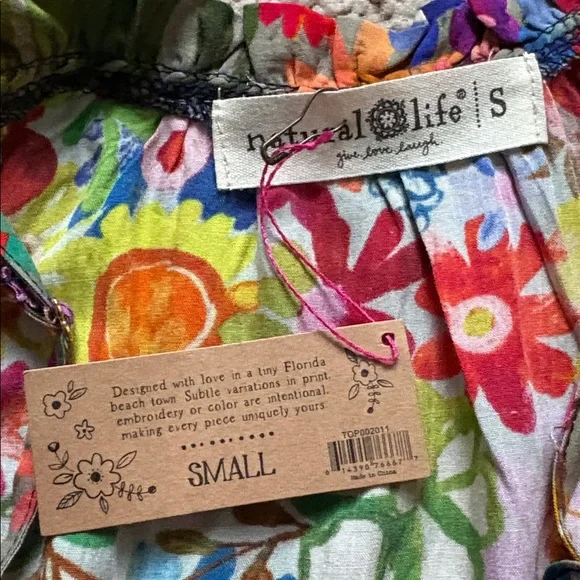 natural life® S
give. love. laugh.
Designed with love in a tiny Florida
beach town. Subtle variations in print,
embroidery or color are intentional,
making every piece uniquely yours.
SMALL
TOP002011
Made in China